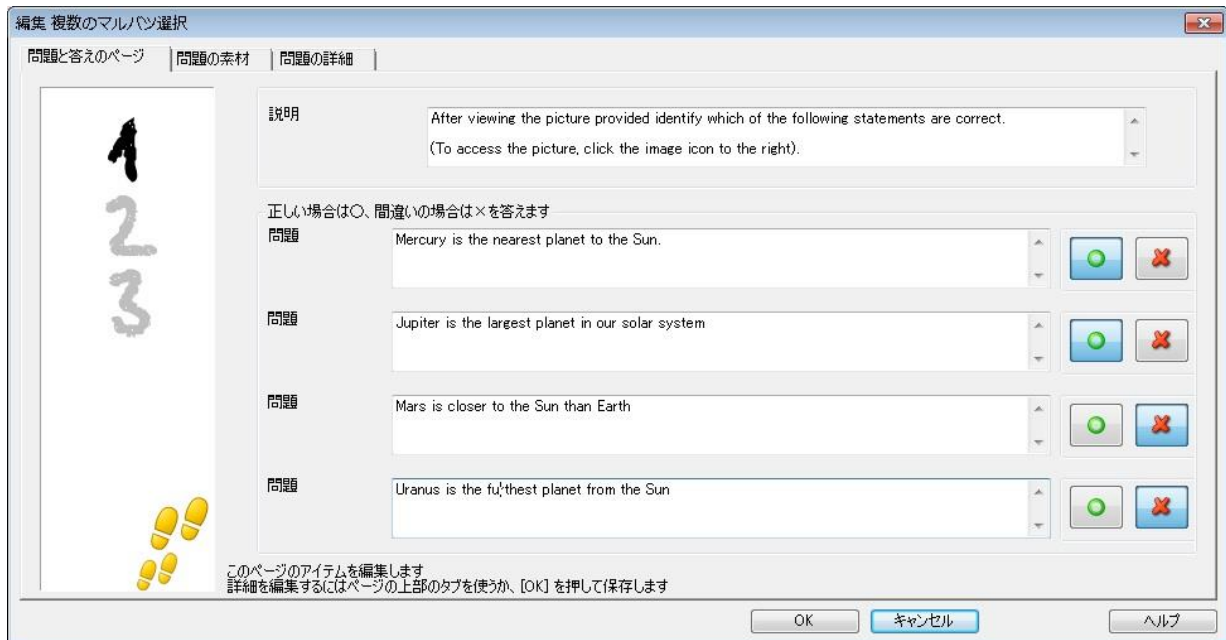 編集 複数のマルバツ選択
問題と答えのページ
問題の素材
問題の詳細
1
2
3
説明
After viewing the picture provided identify which of the following statements are correct.
(To access the picture, click the image icon to the right).
正しい場合は〇、間違いの場合は×を答えます
問題
Mercury is the nearest planet to the Sun.
問題
Jupiter is the largest planet in our solar system
問題
Mars is closer to the Sun than Earth
問題
Uranus is the furthest planet from the Sun
このページのアイテムを編集します
詳細を編集するにはページの上部のタブを使うか、[OK] を押して保存します
OK
キャンセル
ヘルプ